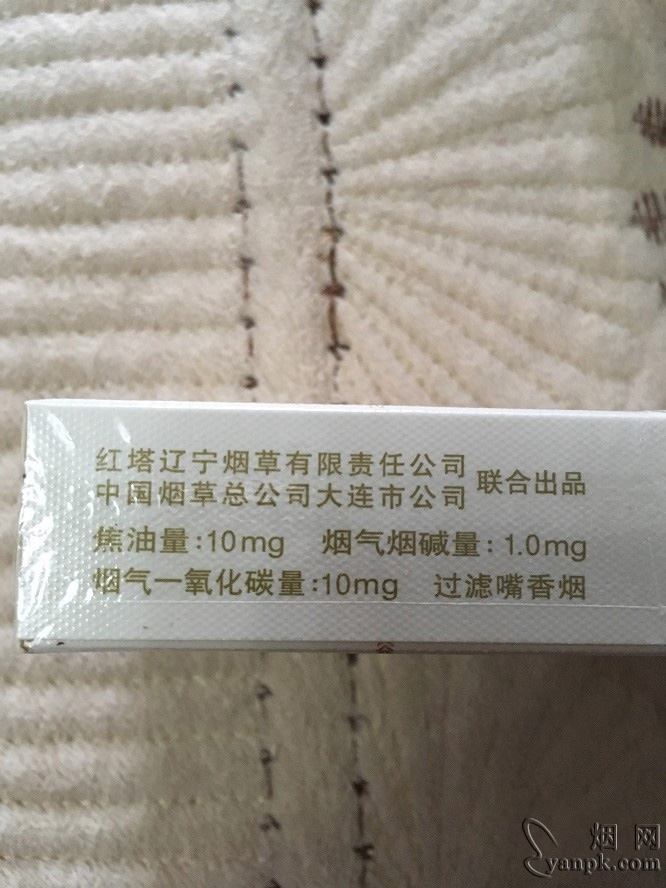 红塔辽宁烟草有限责任公司
中国烟草总公司大连市公司
联合出品
焦油量:10mg 烟气烟碱量:1.0mg
烟气一氧化碳量:10mg 过滤嘴香烟
烟网
yanpk.com